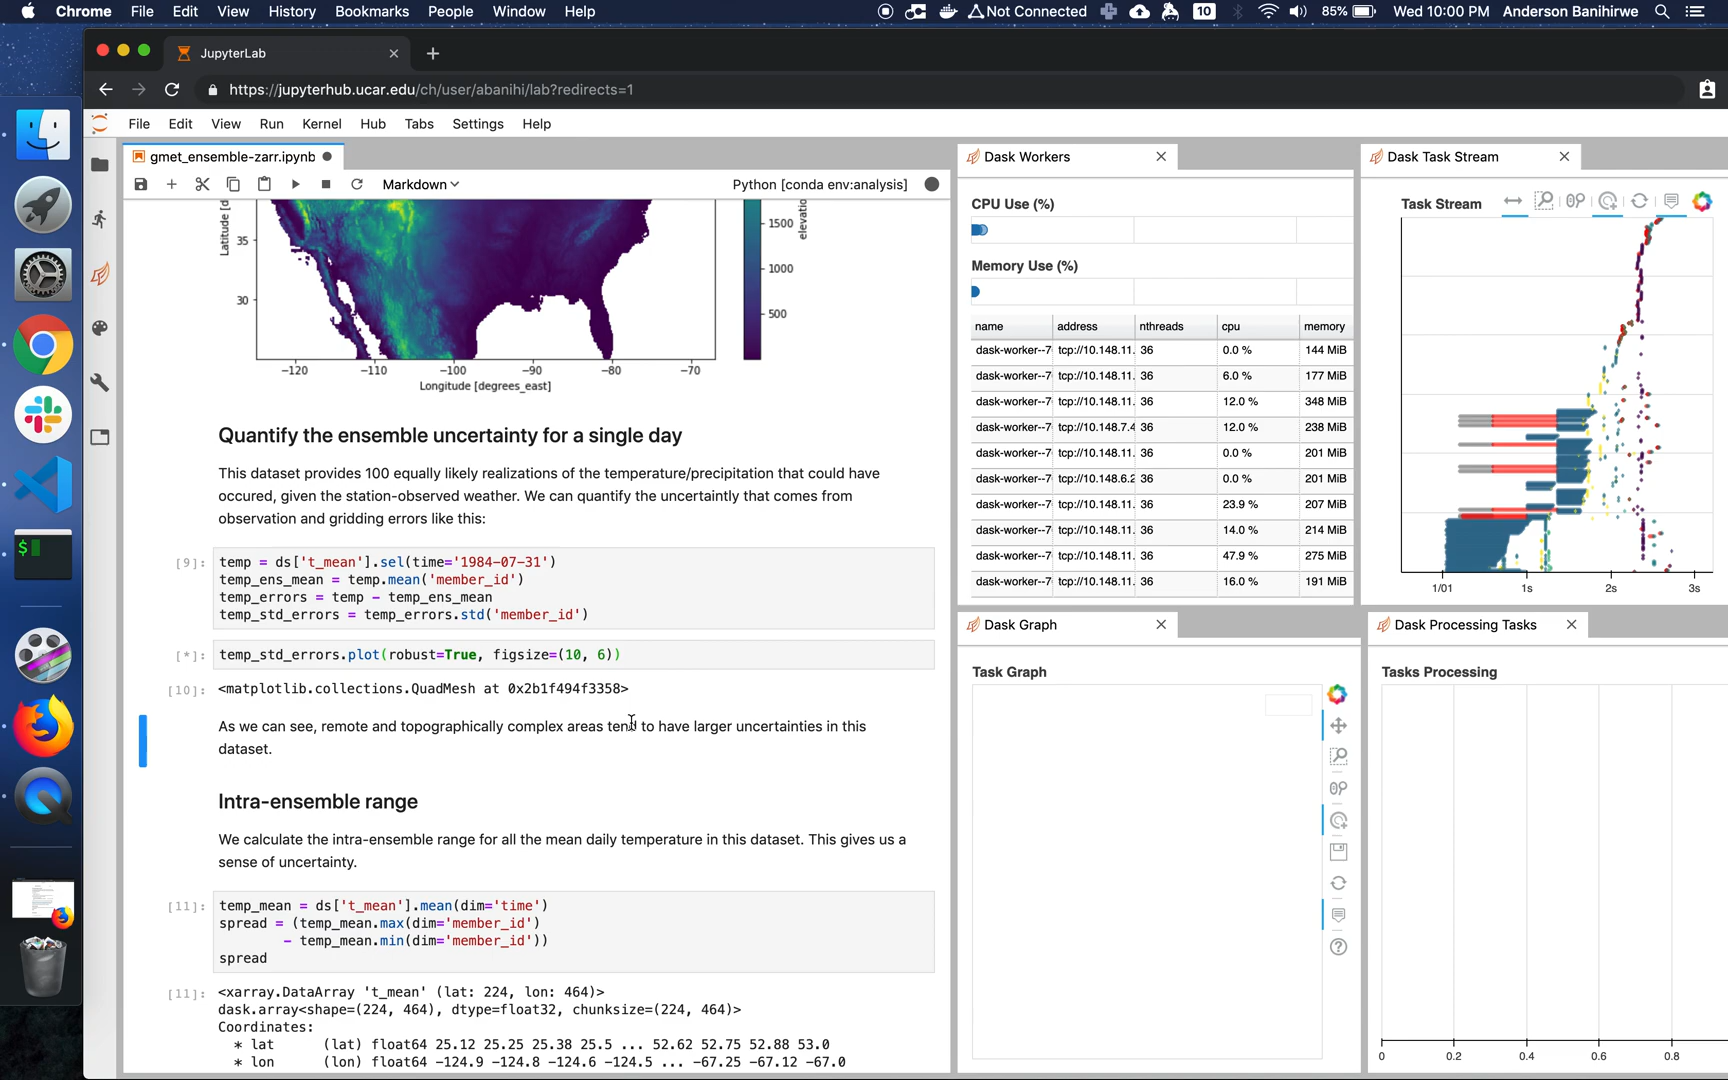 Chrome File Edit View History Bookmarks People Window Help Not Connected 10 85% Wed 10:00 PM Anderson Banihirwe
JupyterLab
https://jupyterhub.ucar.edu/ch/user/abanihi/lab?redirects=1
File Edit View Run Kernel Hub Tabs Settings Help
gmet_ensemble-zarr.ipynb
Markdown Python [conda env:analysis]
Latitude [d
35
30
−120 −110 −100 −90 −80 −70
Longitude [degrees_east]
1500
1000
500
elevatio
Quantify the ensemble uncertainty for a single day
This dataset provides 100 equally likely realizations of the temperature/precipitation that could have
occured, given the station-observed weather. We can quantify the uncertaintly that comes from
observation and gridding errors like this:
[9]: temp = ds['t_mean'].sel(time='1984-07-31')
temp_ens_mean = temp.mean('member_id')
temp_errors = temp - temp_ens_mean
temp_std_errors = temp_errors.std('member_id')
[*]: temp_std_errors.plot(robust=True, figsize=(10, 6))
[10]: <matplotlib.collections.QuadMesh at 0x2b1f494f3358>
As we can see, remote and topographically complex areas tend to have larger uncertainties in this
dataset.
Intra-ensemble range
We calculate the intra-ensemble range for all the mean daily temperature in this dataset. This gives us a
sense of uncertainty.
[11]: temp_mean = ds['t_mean'].mean(dim='time')
spread = (temp_mean.max(dim='member_id')
- temp_mean.min(dim='member_id'))
spread
[11]: <xarray.DataArray 't_mean' (lat: 224, lon: 464)>
dask.array<shape=(224, 464), dtype=float32, chunksize=(224, 464)>
Coordinates:
* lat (lat) float64 25.12 25.25 25.38 25.5 ... 52.62 52.75 52.88 53.0
* lon (lon) float64 -124.9 -124.8 -124.6 -124.5 ... -67.25 -67.12 -67.0
Dask Workers
CPU Use (%)
Memory Use (%)
name address nthreads cpu memory
dask-worker--7 tcp://10.148.11. 36 0.0 % 144 MiB
dask-worker--7 tcp://10.148.11. 36 6.0 % 177 MiB
dask-worker--7 tcp://10.148.11. 36 12.0 % 348 MiB
dask-worker--7 tcp://10.148.7.4 36 12.0 % 238 MiB
dask-worker--7 tcp://10.148.11. 36 0.0 % 201 MiB
dask-worker--7 tcp://10.148.6.2 36 0.0 % 201 MiB
dask-worker--7 tcp://10.148.11. 36 23.9 % 207 MiB
dask-worker--7 tcp://10.148.11. 36 14.0 % 214 MiB
dask-worker--7 tcp://10.148.11. 36 47.9 % 275 MiB
dask-worker--7 tcp://10.148.11. 36 16.0 % 191 MiB
Dask Task Stream
Task Stream
1/01 1s 2s 3s
Dask Graph
Task Graph
Dask Processing Tasks
Tasks Processing
0 0.2 0.4 0.6 0.8